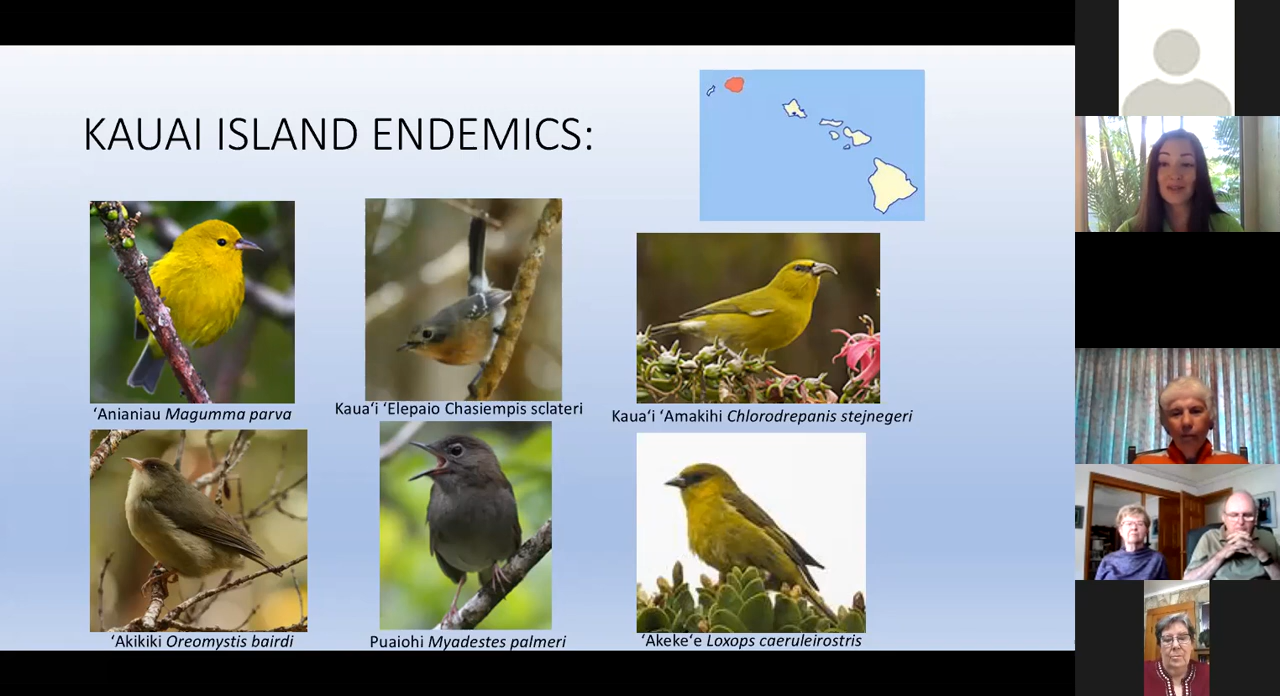 KAUAI ISLAND ENDEMICS:
ʻAnianiau Magumma parva
Kauaʻi ʻElepaio Chasiempis sclateri
Kauaʻi ʻAmakihi Chlorodrepanis stejnegeri
ʻAkikiki Oreomystis bairdi
Puaiohi Myadestes palmeri
ʻAkekeʻe Loxops caeruleirostris